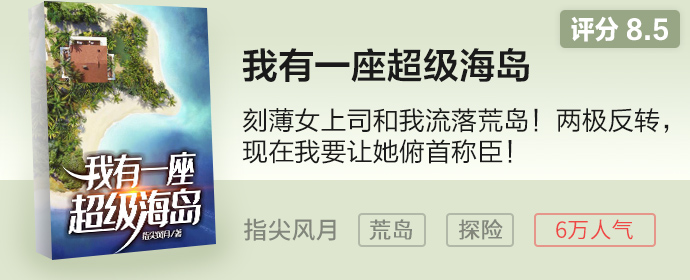 评分 8.5
我有一座超级海岛
刻薄女上司和我流落荒岛！两极反转，
现在我要让她俯首称臣！
指尖风月 荒岛 探险 6万人气
我有一座
超级海岛
指尖风月/著